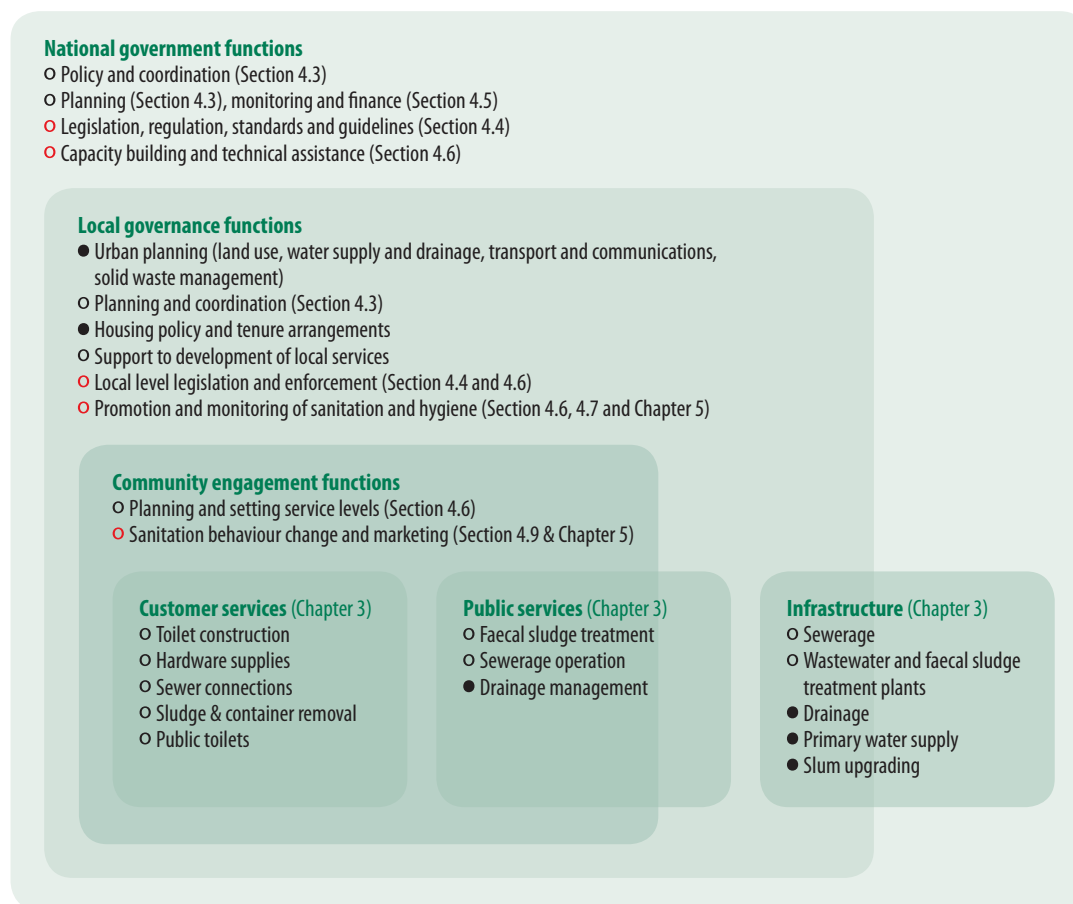 National government functions
o Policy and coordination (Section 4.3)
o Planning (Section 4.3), monitoring and finance (Section 4.5)
o Legislation, regulation, standards and guidelines (Section 4.4)
o Capacity building and technical assistance (Section 4.6)
Local governance functions
● Urban planning (land use, water supply and drainage, transport and communications,
solid waste management)
o Planning and coordination (Section 4.3)
● Housing policy and tenure arrangements
o Support to development of local services
o Local level legislation and enforcement (Section 4.4 and 4.6)
o Promotion and monitoring of sanitation and hygiene (Section 4.6, 4.7 and Chapter 5)
Community engagement functions
o Planning and setting service levels (Section 4.6)
o Sanitation behaviour change and marketing (Section 4.9 & Chapter 5)
Customer services (Chapter 3)
o Toilet construction
o Hardware supplies
o Sewer connections
o Sludge & container removal
o Public toilets
Public services (Chapter 3)
o Faecal sludge treatment
o Sewerage operation
● Drainage management
Infrastructure (Chapter 3)
o Sewerage
o Wastewater and faecal sludge
treatment plants
● Drainage
● Primary water supply
● Slum upgrading